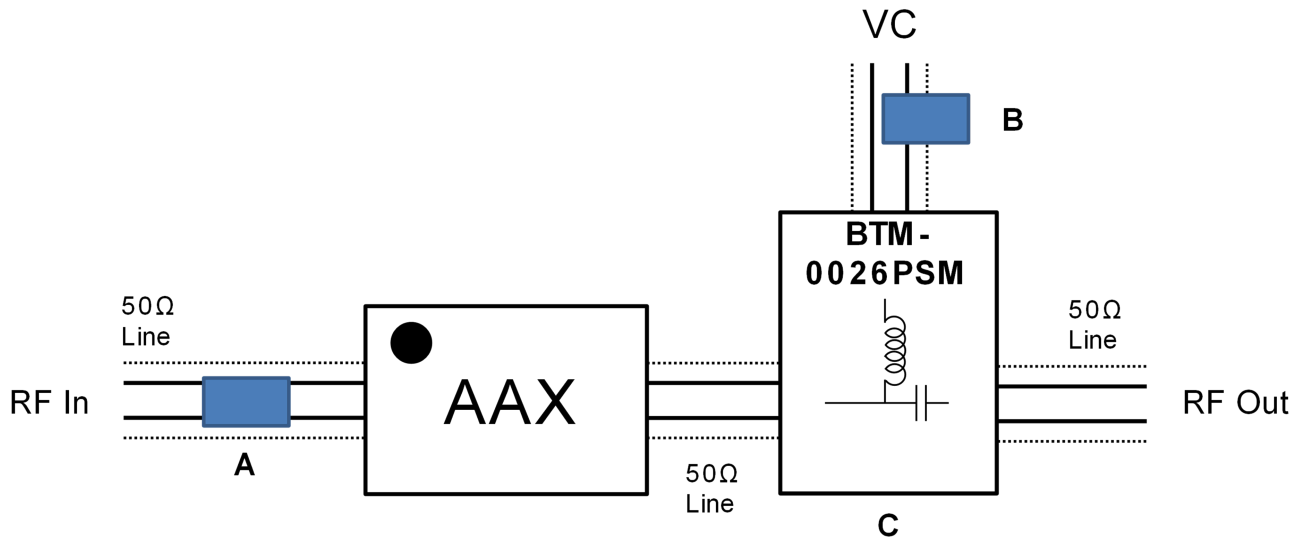 VC
B
BTM-
0026PSM
50Ω
Line
50Ω
Line
RF In
AAX
RF Out
A
50Ω
Line
C